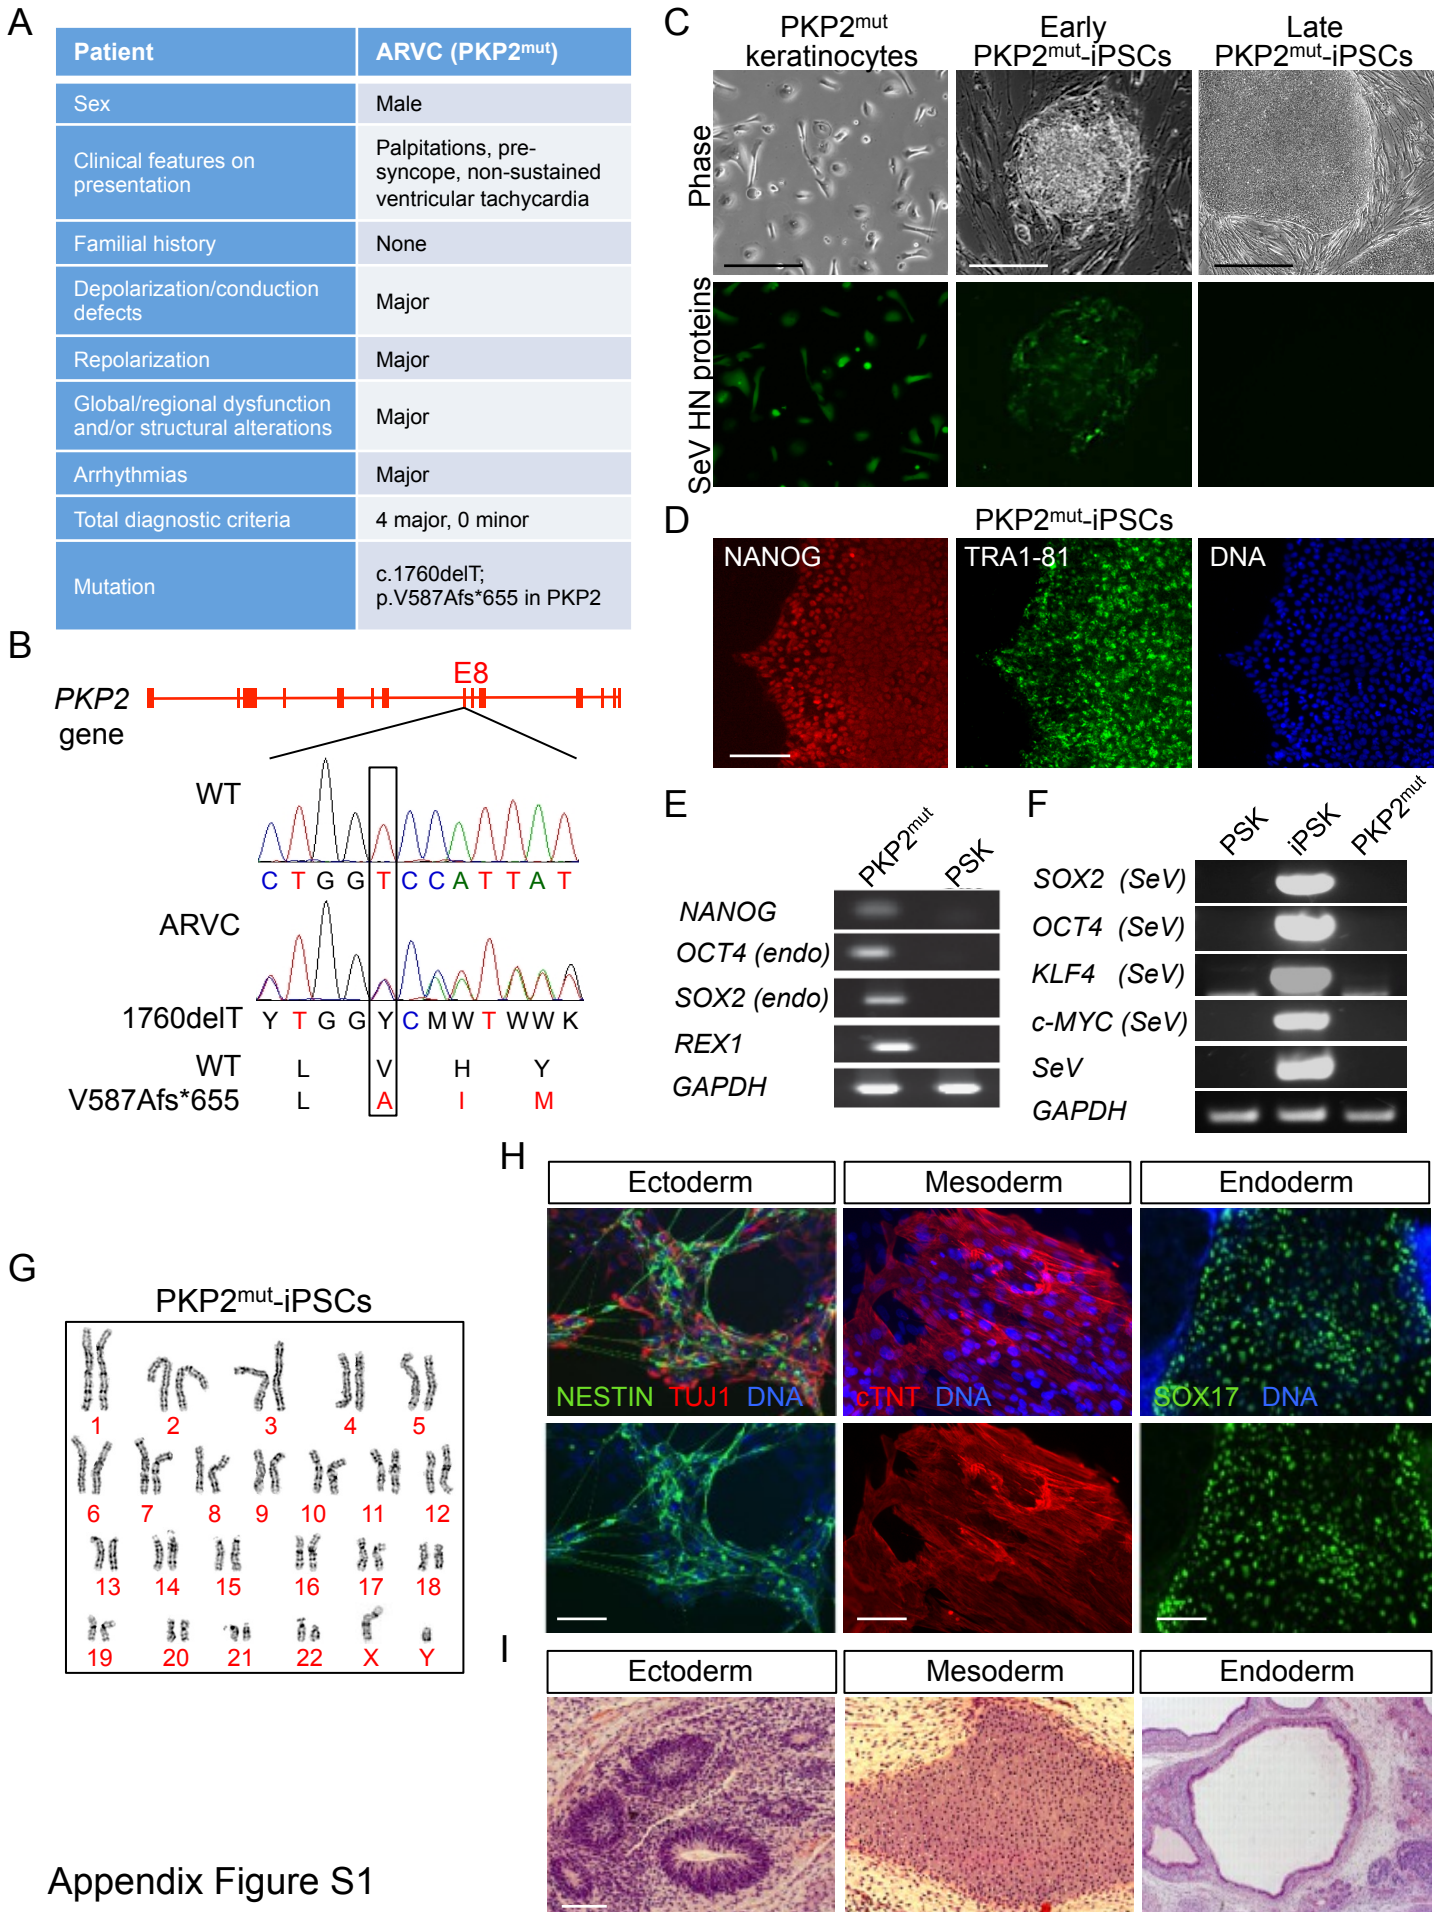 A
Patient ARVC (PKP2mut)
Sex Male
Clinical features on presentation Palpitations, pre-syncope, non-sustained ventricular tachycardia
Familial history None
Depolarization/conduction defects Major
Repolarization Major
Global/regional dysfunction and/or structural alterations Major
Arrhythmias Major
Total diagnostic criteria 4 major, 0 minor
Mutation c.1760delT; p.V587Afs*655 in PKP2
B
E8
PKP2 gene
WT
C T G G T C C A T T A T
ARVC
1760delT Y T G G Y C M W T W W K
WT L V H Y
V587Afs*655 L A I M
C
PKP2mut keratinocytes
Early PKP2mut-iPSCs
Late PKP2mut-iPSCs
Phase
SeV HN proteins
D
PKP2mut-iPSCs
NANOG TRA1-81 DNA
E
PKP2mut PSK
NANOG
OCT4 (endo)
SOX2 (endo)
REX1
GAPDH
F
PSK iPSK PKP2mut
SOX2 (SeV)
OCT4 (SeV)
KLF4 (SeV)
c-MYC (SeV)
SeV
GAPDH
G
PKP2mut-iPSCs
1 2 3 4 5
6 7 8 9 10 11 12
13 14 15 16 17 18
19 20 21 22 X Y
H
Ectoderm Mesoderm Endoderm
NESTIN TUJ1 DNA cTNT DNA SOX17 DNA
I
Ectoderm Mesoderm Endoderm
Appendix Figure S1